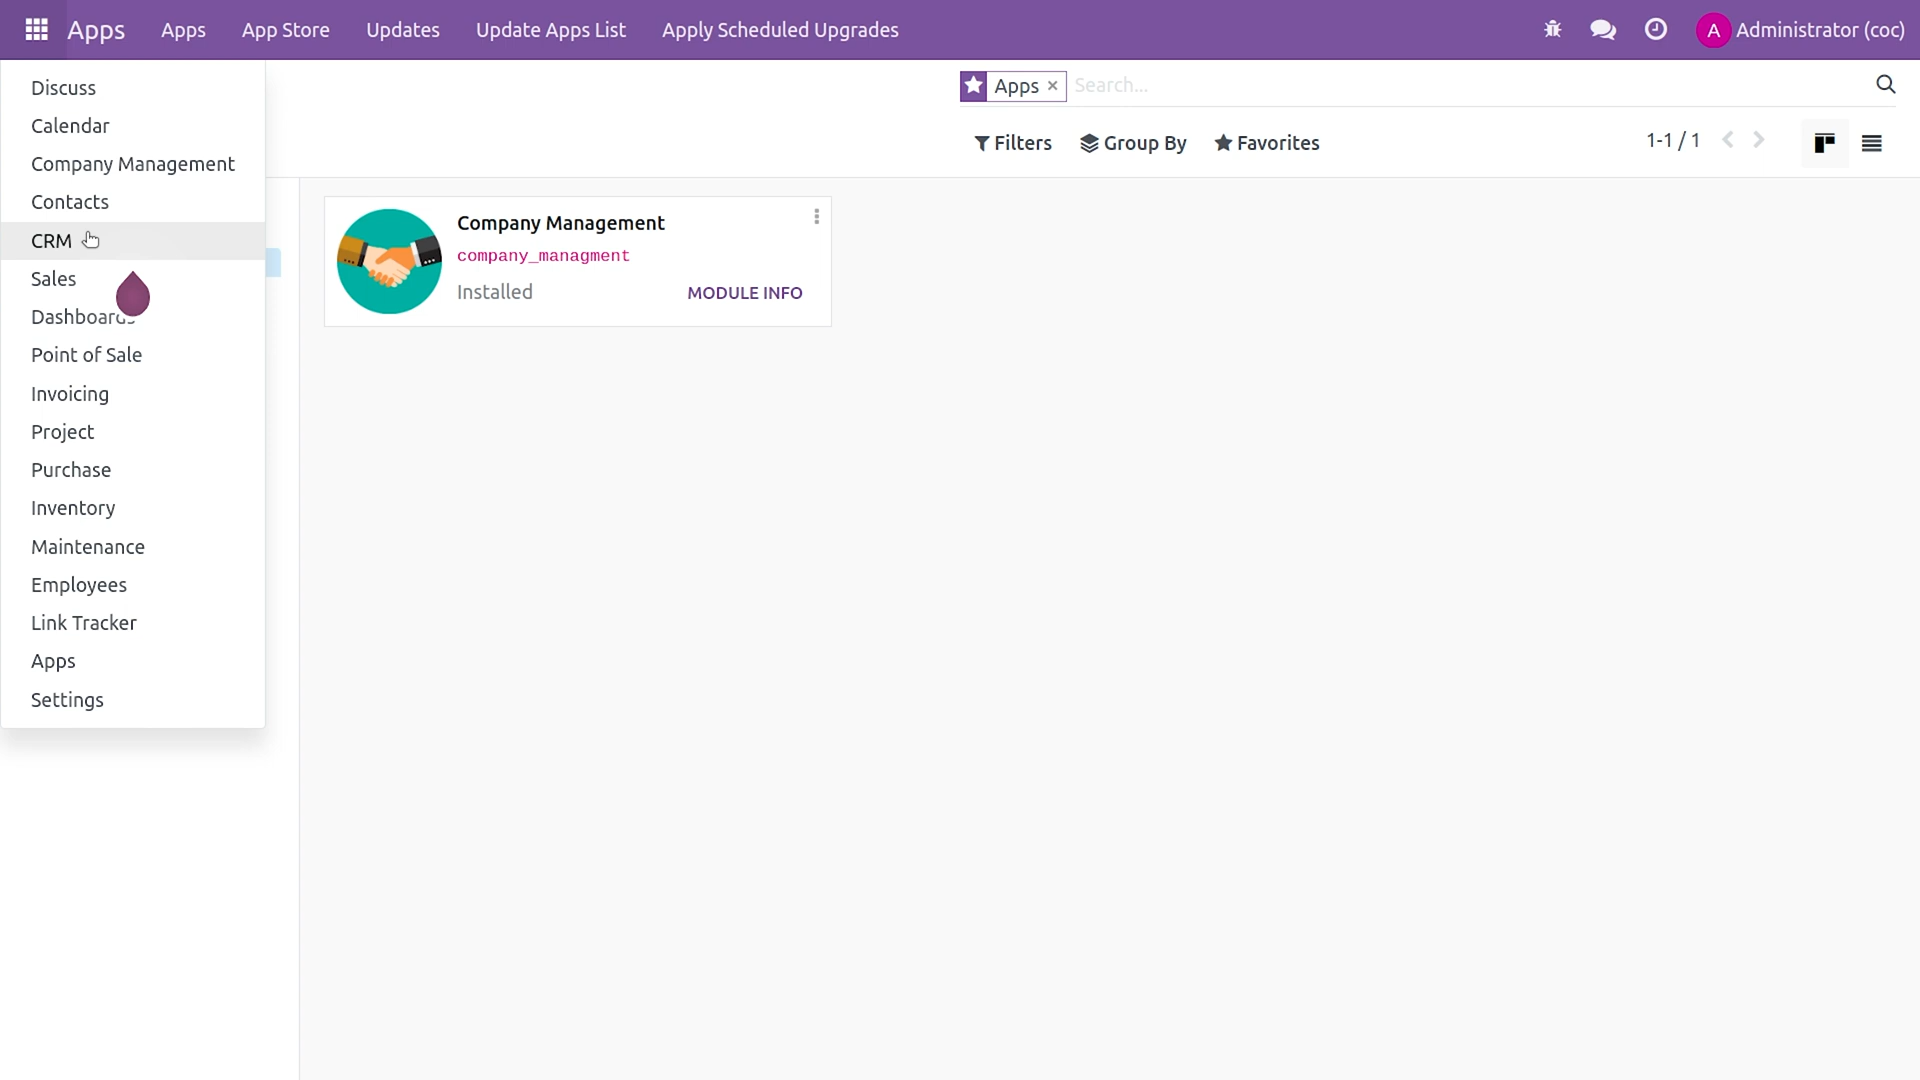 Apps
Apps
App Store
Updates
Update Apps List
Apply Scheduled Upgrades
A
Administrator (coc)
Discuss
Calendar
Company Management
Contacts
CRM
Sales
Dashboards
Point of Sale
Invoicing
Project
Purchase
Inventory
Maintenance
Employees
Link Tracker
Apps
Settings
Apps ×
Search...
Filters
Group By
Favorites
1-1 / 1
Company Management
company_managment
Installed
MODULE INFO